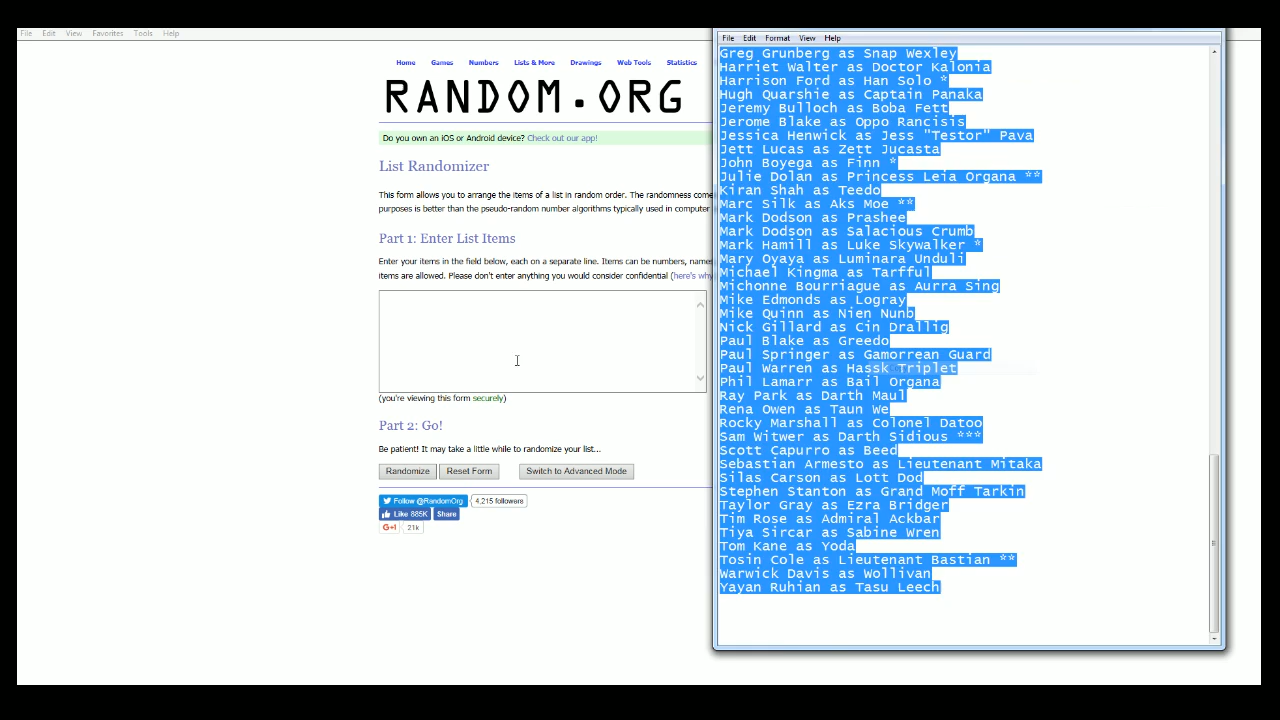 File Edit View Favorites Tools Help
Home Games Numbers Lists & More Drawings Web Tools Statistics
RANDOM.ORG
Do you own an iOS or Android device? Check out our app!
List Randomizer
This form allows you to arrange the items of a list in random order. The randomness
purposes is better than the pseudo-random number algorithms typically used in computer
Part 1: Enter List Items
Enter your items in the field below, each on a separate line. Items can be numbers,
items are allowed. Please don't enter anything you would consider confidential (here's why
(you're viewing this form securely)
Part 2: Go!
Be patient! It may take a little while to randomize your list...
Randomize Reset Form Switch to Advanced Mode
Follow @RandomOrg 4,215 followers
Like 885K Share
G+1 21k
File Edit Format View Help
Greg Grunberg as Snap Wexley
Harriet Walter as Doctor Kalonia
Harrison Ford as Han Solo *
Hugh Quarshie as Captain Panaka
Jeremy Bulloch as Boba Fett
Jerome Blake as Oppo Rancisis
Jessica Henwick as Jess "Testor" Pava
Jett Lucas as Zett Jucasta
John Boyega as Finn *
Julie Dolan as Princess Leia Organa **
Kiran Shah as Teedo
Marc Silk as Aks Moe **
Mark Dodson as Prashee
Mark Dodson as Salacious Crumb
Mark Hamill as Luke Skywalker *
Mary Oyaya as Luminara Unduli
Michael Kingma as Tarfful
Michonne Bourriague as Aurra Sing
Mike Edmonds as Logray
Mike Quinn as Nien Nunb
Nick Gillard as Cin Drallig
Paul Blake as Greedo
Paul Springer as Gamorrean Guard
Paul Warren as Hassk Triplet
Phil Lamarr as Bail Organa
Ray Park as Darth Maul
Rena Owen as Taun We
Rocky Marshall as Colonel Datoo
Sam Witwer as Darth Sidious ***
Scott Capurro as Beed
Sebastian Armesto as Lieutenant Mitaka
Silas Carson as Lott Dod
Stephen Stanton as Grand Moff Tarkin
Taylor Gray as Ezra Bridger
Tim Rose as Admiral Ackbar
Tiya Sircar as Sabine Wren
Tom Kane as Yoda
Tosin Cole as Lieutenant Bastian **
Warwick Davis as Wollivan
Yayan Ruhian as Tasu Leech